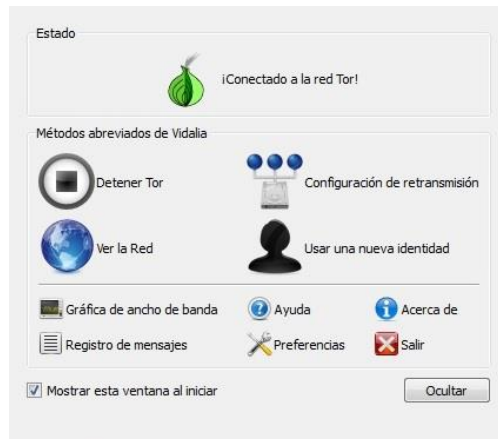 Estado
¡Conectado a la red Tor!
Métodos abreviados de Vidalia
Detener Tor
Configuración de retransmisión
Ver la Red
Usar una nueva identidad
Gráfica de ancho de banda
Ayuda
Acerca de
Registro de mensajes
Preferencias
Salir
Mostrar esta ventana al iniciar
Ocultar